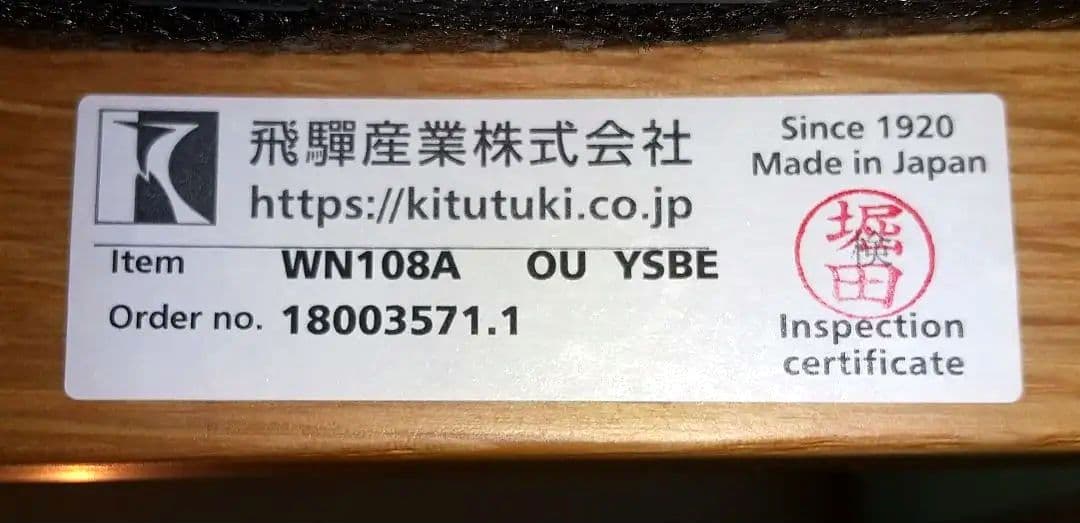 飛驒産業株式会社
https://kitutuki.co.jp
Since 1920
Made in Japan
Item WN108A OU YSBE
Order no. 18003571.1
検
堀田
Inspection
certificate